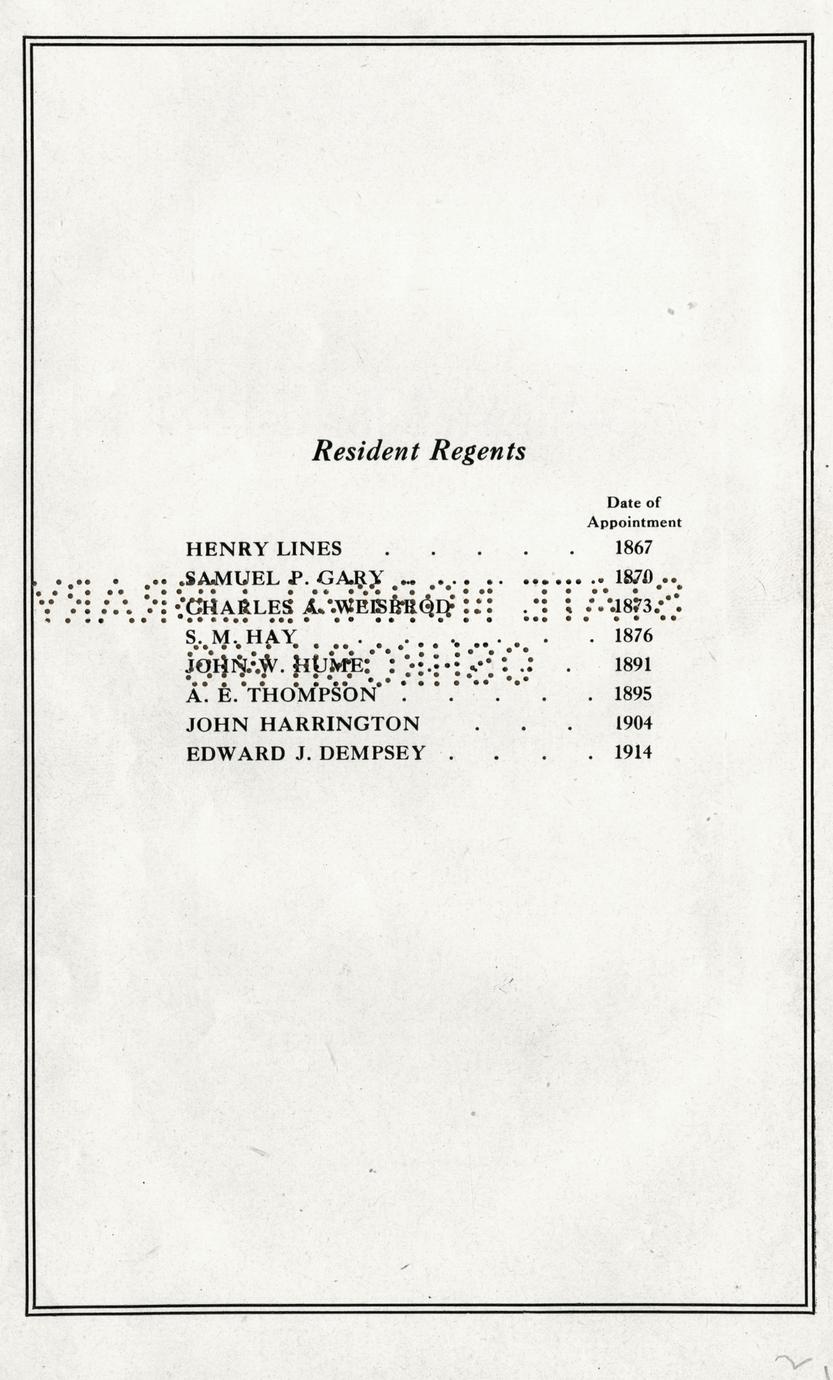 Resident Regents
Date of
Appointment
HENRY LINES . . . . . 1867
SAMUEL P. GARY . . . . . 1870
CHARLES A. WEISBROD . . . 1873
S. M. HAY . . . . . . 1876
JOHN W. HUME . . . . . 1891
A. E. THOMPSON . . . . . 1895
JOHN HARRINGTON . . . 1904
EDWARD J. DEMPSEY . . . . 1914